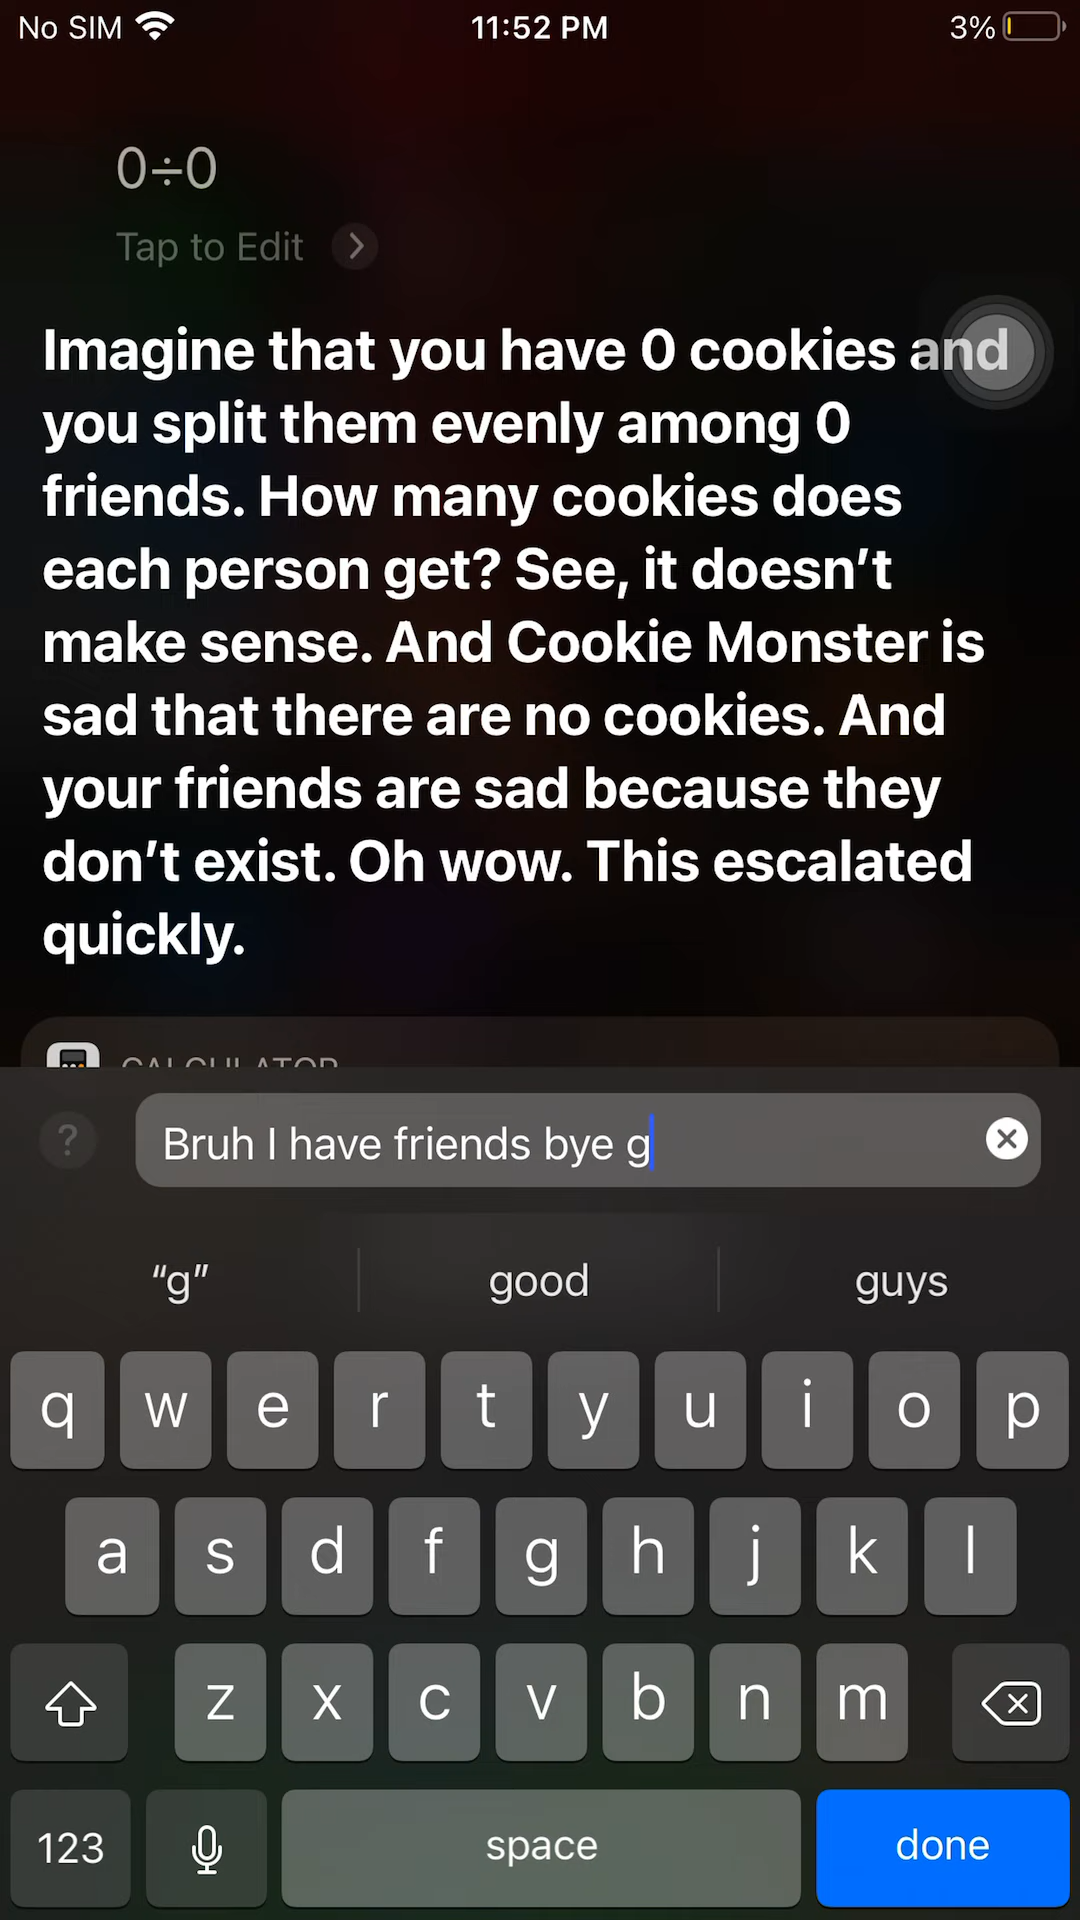 No SIM 11:52 PM 3%
0÷0
Tap to Edit
Imagine that you have 0 cookies and
you split them evenly among 0
friends. How many cookies does
each person get? See, it doesn’t
make sense. And Cookie Monster is
sad that there are no cookies. And
your friends are sad because they
don’t exist. Oh wow. This escalated
quickly.
CALCULATOR
? Bruh I have friends bye g
“g” good guys
q w e r t y u i o p
a s d f g h j k l
z x c v b n m
123 space done